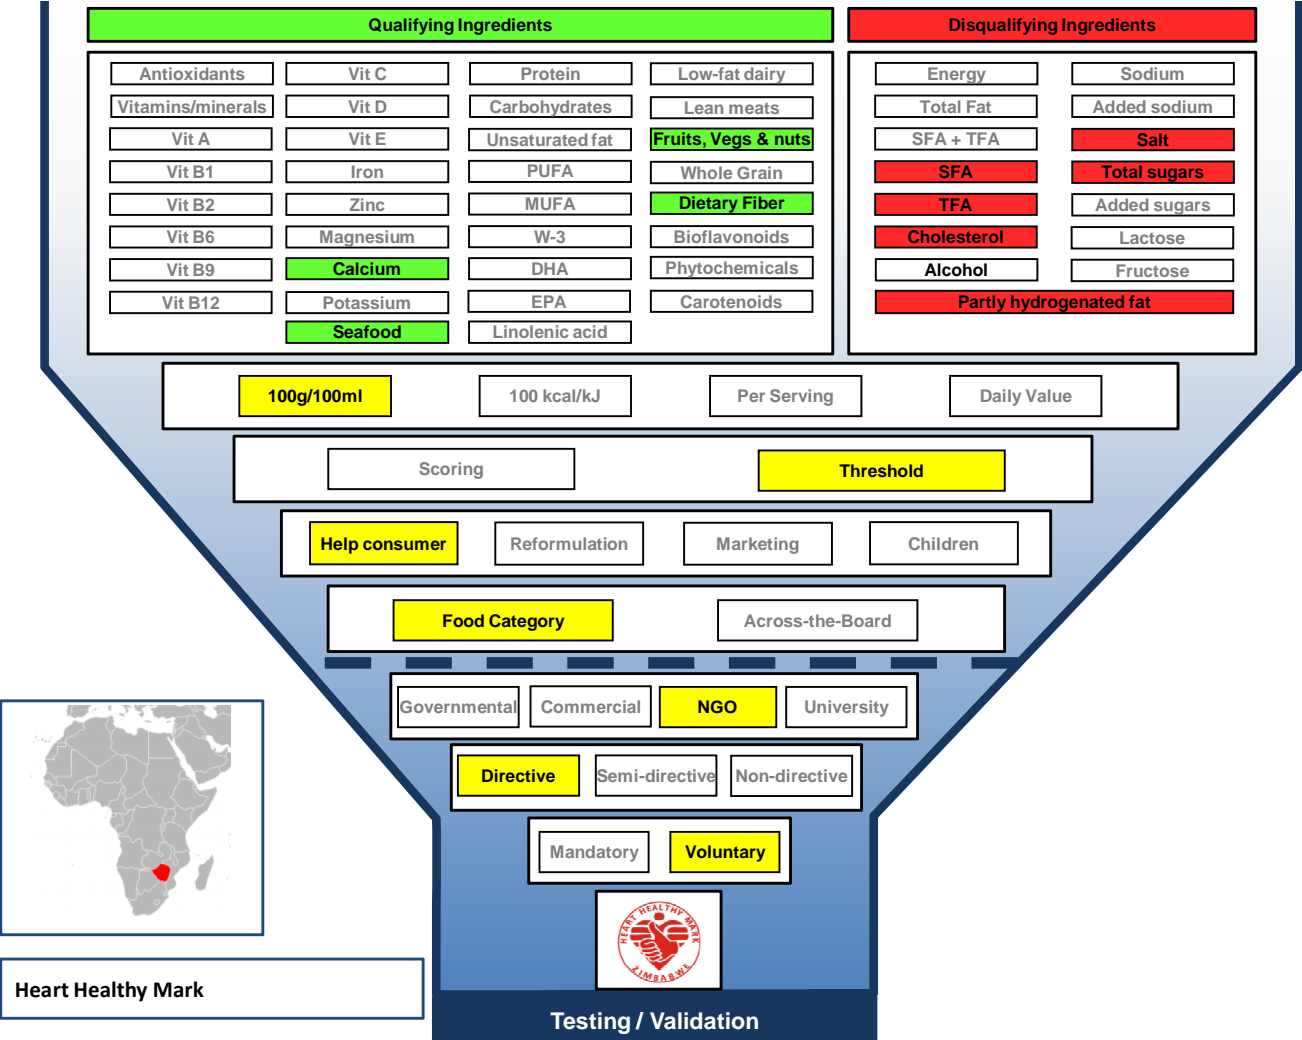 Qualifying Ingredients
Disqualifying Ingredients
Antioxidants Vit C Protein Low-fat dairy Energy Sodium
Vitamins/minerals Vit D Carbohydrates Lean meats Total Fat Added sodium
Vit A Vit E Unsaturated fat Fruits, Vegs & nuts SFA + TFA Salt
Vit B1 Iron PUFA Whole Grain SFA Total sugars
Vit B2 Zinc MUFA Dietary Fiber TFA Added sugars
Vit B6 Magnesium W-3 Bioflavonoids Cholesterol Lactose
Vit B9 Calcium DHA Phytochemicals Alcohol Fructose
Vit B12 Potassium EPA Carotenoids Partly hydrogenated fat
Seafood Linolenic acid
100g/100ml 100 kcal/kJ Per Serving Daily Value
Scoring Threshold
Help consumer Reformulation Marketing Children
Food Category Across-the-Board
Governmental Commercial NGO University
Directive Semi-directive Non-directive
Mandatory Voluntary
HEART HEALTHY MARK
ZIMBABWE
Heart Healthy Mark
Testing / Validation